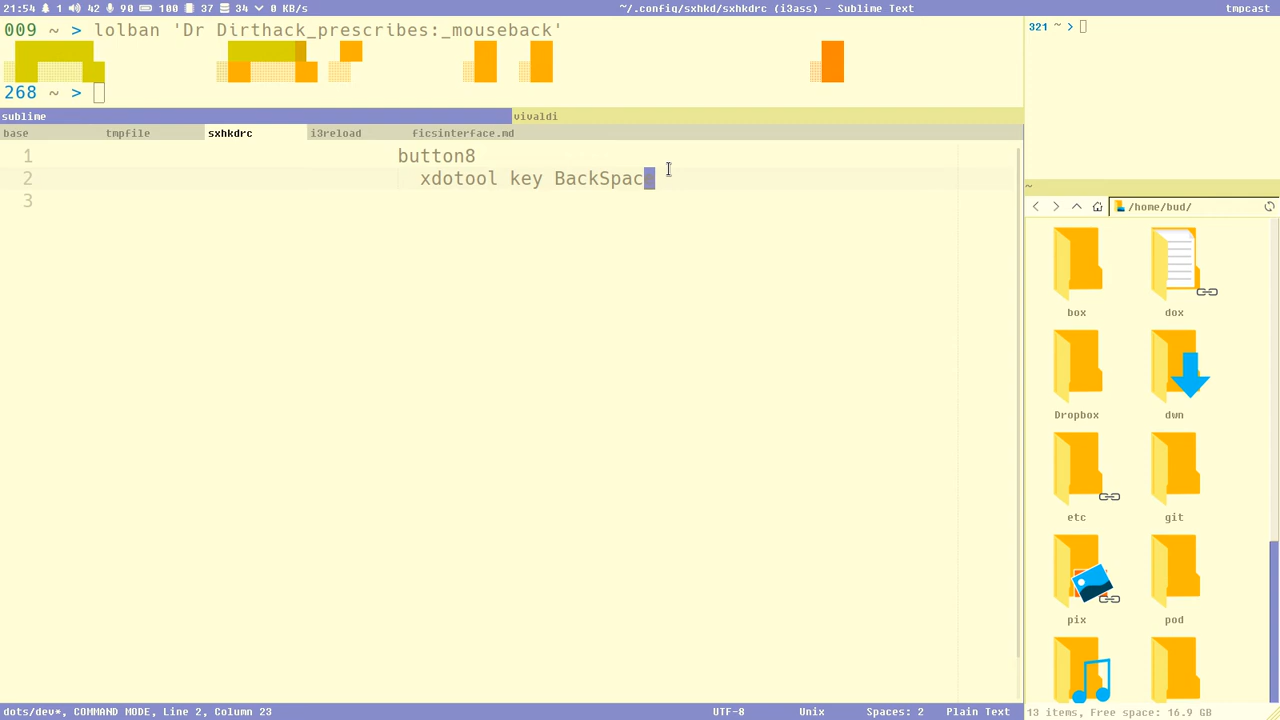 21:54 1 42 90 100 37 34 0 KB/s ~/.config/sxhkd/sxhkdrc (i3ass) - Sublime Text tmpcast
009 ~ > lolban 'Dr Dirthack_prescribes:_mouseback'
268 ~ >
321 ~ >
sublime vivaldi
base tmpfile sxhkdrc i3reload ficsinterface.md
1 button8
2 xdotool key BackSpace
3
~
/home/bud/
box dox
Dropbox dwn
etc git
pix pod
dots/dev*, COMMAND MODE, Line 2, Column 23 UTF-8 Unix Spaces: 2 Plain Text
13 items, Free space: 16.9 GB